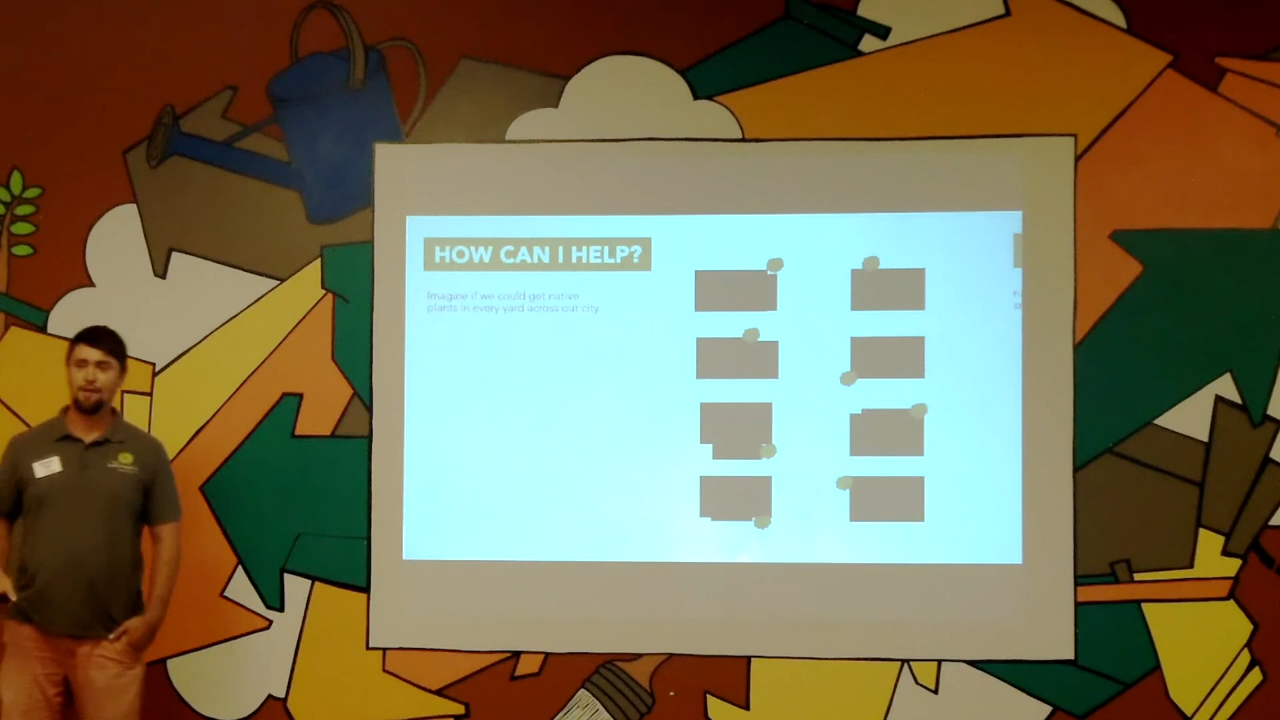 HOW CAN I HELP?
Imagine if we could get native
plants in every yard across our city